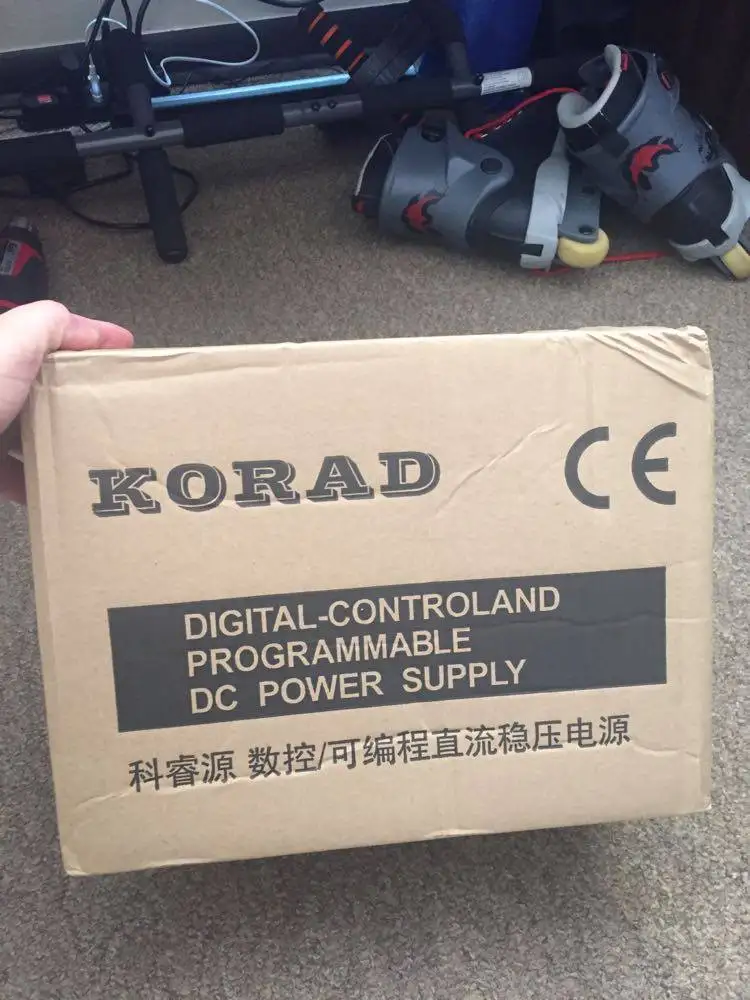 KORAD
CE
DIGITAL-CONTROLAND
PROGRAMMABLE
DC POWER SUPPLY
科睿源 数控/可编程直流稳压电源